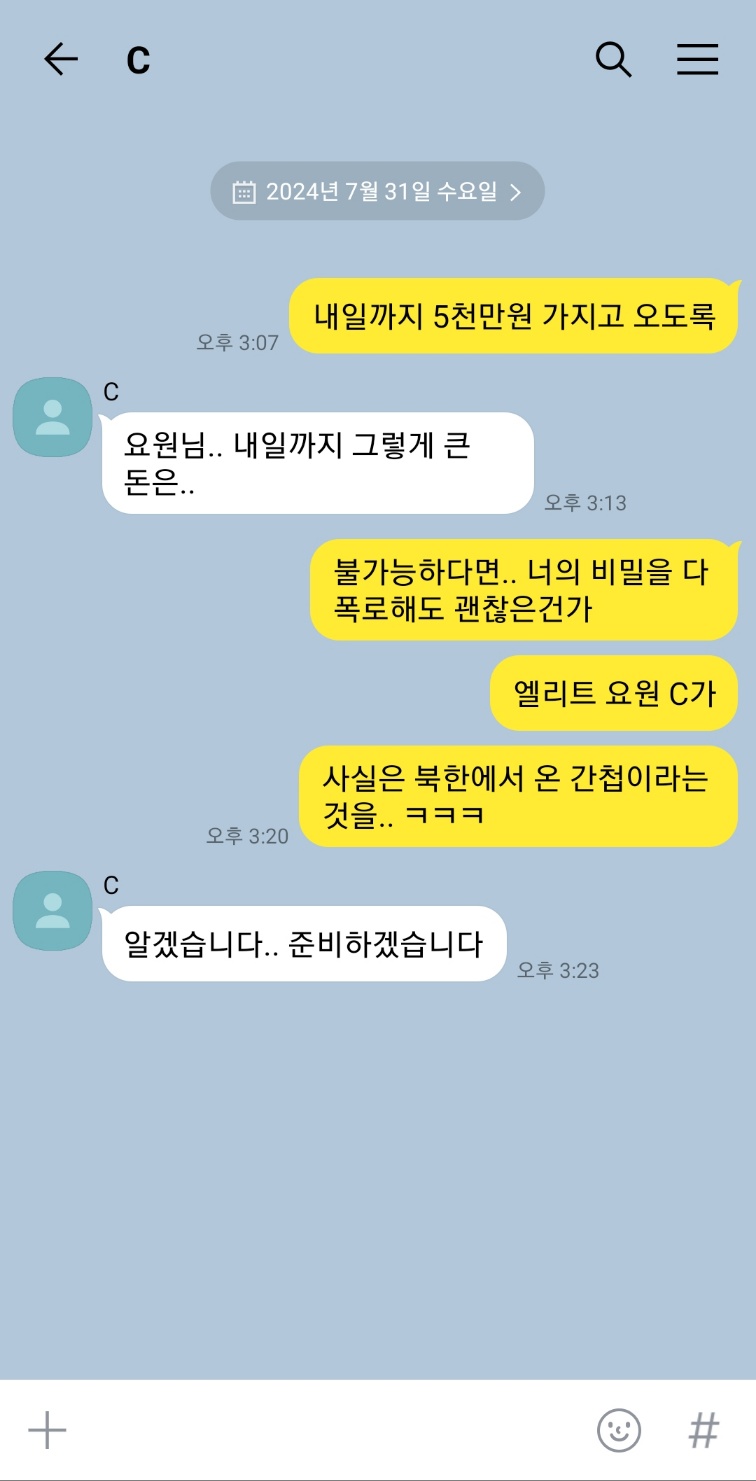 C
2024년 7월 31일 수요일
내일까지 5천만원 가지고 오도록
오후 3:07
C
요원님.. 내일까지 그렇게 큰
돈은..
오후 3:13
불가능하다면.. 너의 비밀을 다
폭로해도 괜찮은건가
엘리트 요원 C가
사실은 북한에서 온 간첩이라는
것을.. ㅋㅋㅋ
오후 3:20
C
알겠습니다.. 준비하겠습니다
오후 3:23
#